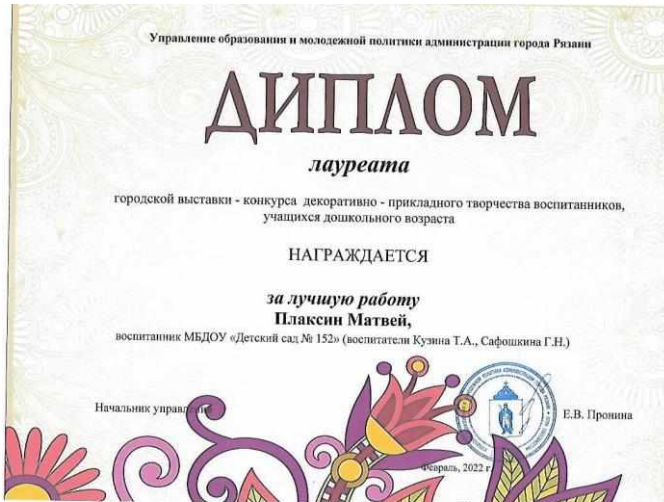 Управление образования и молодежной политики администрации города Рязани
ДИПЛОМ
лауреата
городской выставки - конкурса декоративно - прикладного творчества воспитанников,
учащихся дошкольного возраста
НАГРАЖДАЕТСЯ
за лучшую работу
Плаксин Матвей,
воспитанник МБДОУ «Детский сад № 152» (воспитатели Кузина Т.А., Сафошкина Г.Н.)
Начальник управления
Е.В. Пронина
Февраль, 2022 г.